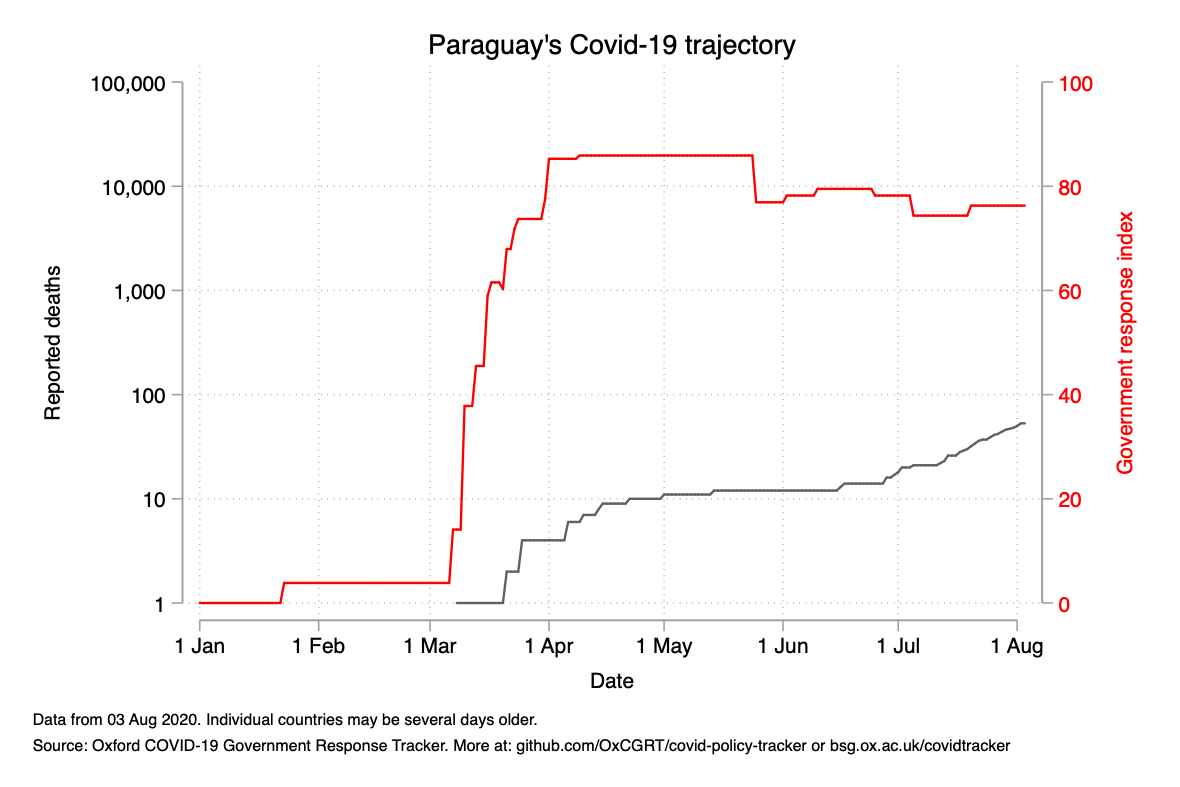 Paraguay's Covid-19 trajectory
100,000
10,000
1,000
100
10
1
Reported deaths
100
80
60
40
20
0
Government response index
1 Jan
1 Feb
1 Mar
1 Apr
1 May
1 Jun
1 Jul
1 Aug
Date
Data from 03 Aug 2020. Individual countries may be several days older.
Source: Oxford COVID-19 Government Response Tracker. More at: github.com/OxCGRT/covid-policy-tracker or bsg.ox.ac.uk/covidtracker